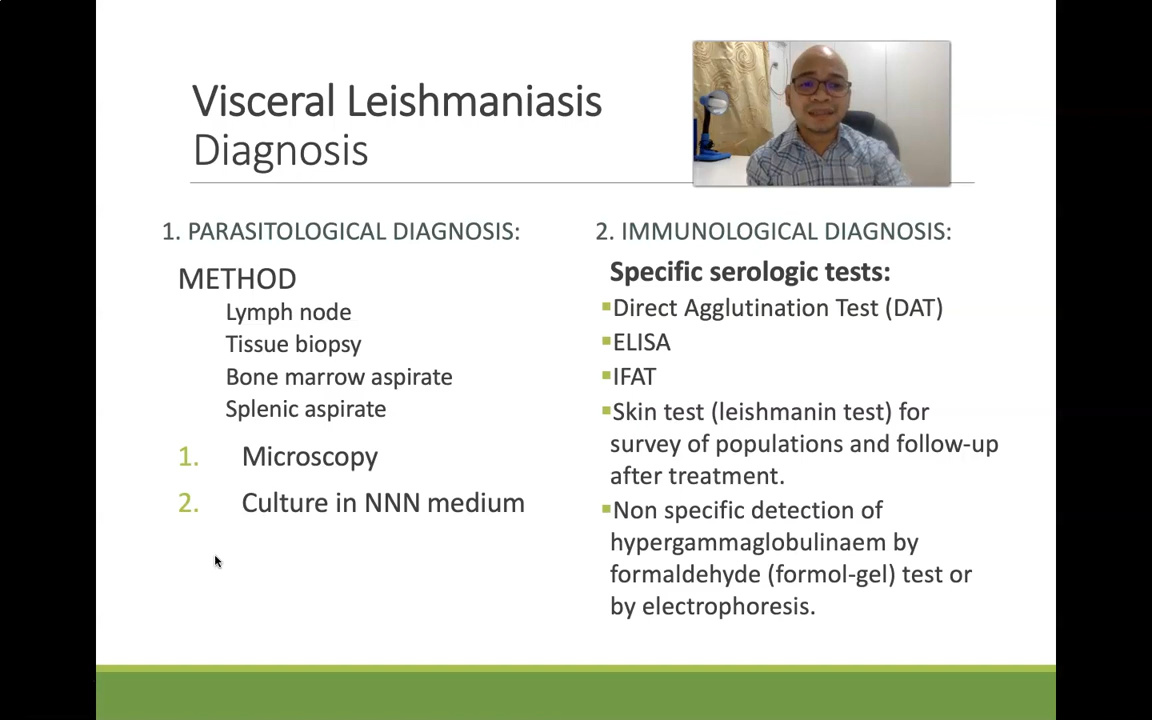 Visceral Leishmaniasis
Diagnosis
1. PARASITOLOGICAL DIAGNOSIS:
METHOD
Lymph node
Tissue biopsy
Bone marrow aspirate
Splenic aspirate
1. Microscopy
2. Culture in NNN medium
2. IMMUNOLOGICAL DIAGNOSIS:
Specific serologic tests:
▪Direct Agglutination Test (DAT)
▪ELISA
▪IFAT
▪Skin test (leishmanin test) for
survey of populations and follow-up
after treatment.
▪Non specific detection of
hypergammaglobulinaem by
formaldehyde (formol-gel) test or
by electrophoresis.